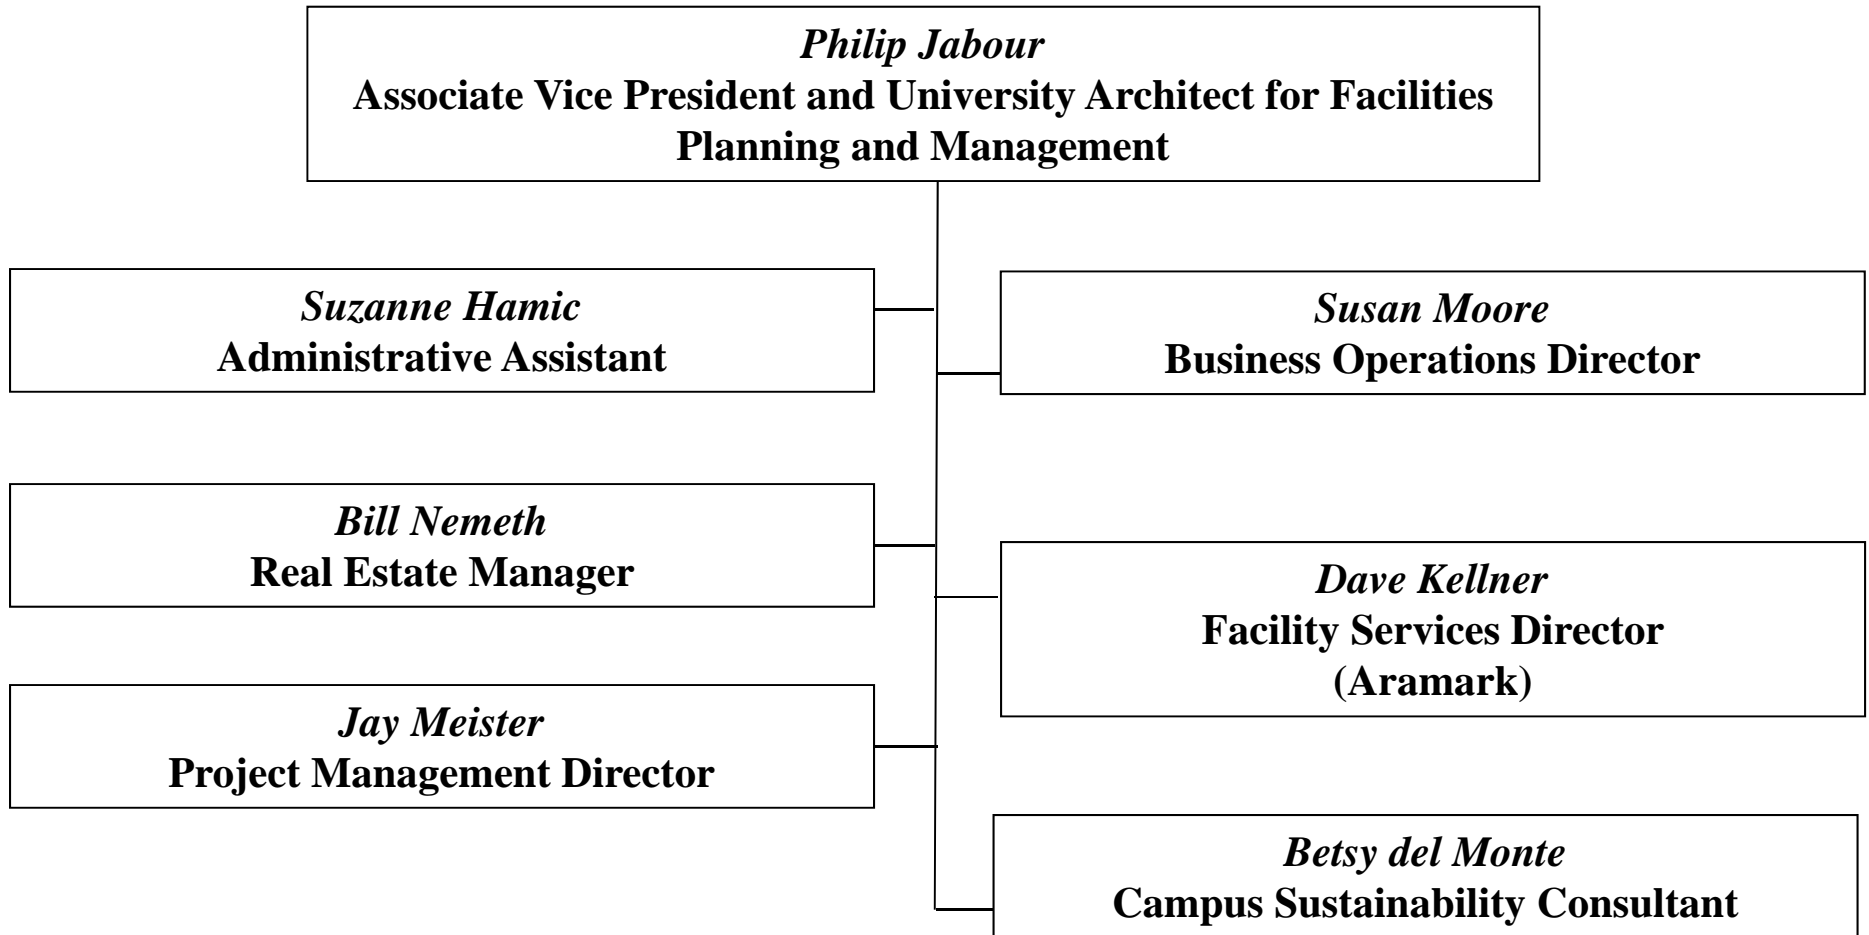 Philip Jabour
Associate Vice President and University Architect for Facilities
Planning and Management
Suzanne Hamic
Administrative Assistant
Susan Moore
Business Operations Director
Bill Nemeth
Real Estate Manager
Dave Kellner
Facility Services Director
(Aramark)
Jay Meister
Project Management Director
Betsy del Monte
Campus Sustainability Consultant